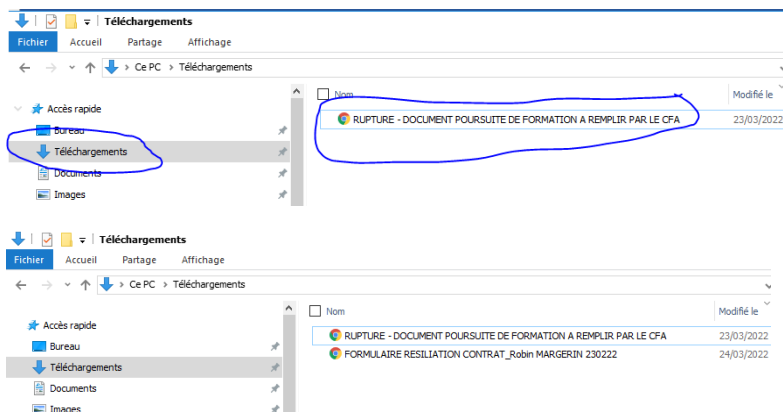 Téléchargements
Fichier Accueil Partage Affichage
Ce PC > Téléchargements
Nom Modifié le
Accès rapide
RUPTURE - DOCUMENT POURSUITE DE FORMATION A REMPLIR PAR LE CFA 23/03/2022
Bureau
Téléchargements
Documents
Images
Téléchargements
Fichier Accueil Partage Affichage
Ce PC > Téléchargements
Nom Modifié le
Accès rapide
RUPTURE - DOCUMENT POURSUITE DE FORMATION A REMPLIR PAR LE CFA 23/03/2022
Bureau
FORMULAIRE RESILIATION CONTRAT_Robin MARGERIN 230222 24/03/2022
Téléchargements
Documents
Images